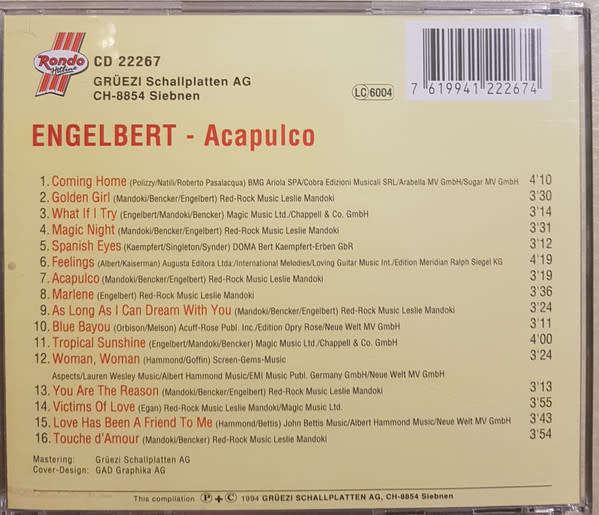 Rondo
Hotline
CD 22267
GRÜEZI Schallplatten AG
CH-8854 Siebnen
LC 6004
7 619941 222674
ENGELBERT - Acapulco
1. Coming Home (Polizzy/Natili/Roberto Pasalacqua) BMG Ariola SPA/Cobra Edizioni Musicali SRL/Arabella MV GmbH/Sugar MV GmbH 4'10
2. Golden Girl (Mandoki/Bencker/Engelbert) Red-Rock Music Leslie Mandoki 3'30
3. What If I Try (Engelbert/Mandoki/Bencker) Magic Music Ltd./Chappell & Co. GmbH 3'14
4. Magic Night (Mandoki/Bencker/Engelbert) Red-Rock Music Leslie Mandoki 3'31
5. Spanish Eyes (Kaempfert/Singleton/Synder) DOMA Bert Kaempfert-Erben GbR 3'12
6. Feelings (Albert/Kaiserman) Augusta Editora Ltda:/International Melodies/Loving Guitar Music Int./Edition Meridian Ralph Siegel KG 4'19
7. Acapulco (Mandoki/Bencker/Engelbert) Red-Rock Music Leslie Mandoki 3'19
8. Marlene (Engelbert) Red-Rock Music Leslie Mandoki 3'36
9. As Long As I Can Dream With You (Mandoki/Bencker/Engelbert) Red-Rock Music Leslie Mandoki 3'24
10. Blue Bayou (Orbison/Melson) Acuff-Rose Publ. Inc./Edition Opry Rose/Neue Welt MV GmbH 3'11
11. Tropical Sunshine (Engelbert/Mandoki/Bencker) Magic Music Ltd./Chappell & Co. GmbH 4'00
12. Woman, Woman (Hammond/Goffin) Screen-Gems-Music 3'24
Aspects/Lauren Wesley Music/Albert Hammond Music/EMI Music Publ. Germany GmbH/Neue Welt MV GmbH
13. You Are The Reason (Mandoki/Bencker/Engelbert) Red-Rock Music Leslie Mandoki 3'13
14. Victims Of Love (Egan) Red-Rock Music Leslie Mandoki/Magic Music Ltd. 3'55
15. Love Has Been A Friend To Me (Hammond/Bettis) John Bettis Music/Albert Hammond Music/Neue Welt MV GmbH 3'43
16. Touche d'Amour (Mandoki/Bencker) Red-Rock Music Leslie Mandoki 3'54
Mastering: Grüezi Schallplatten AG
Cover-Design: GAD Graphika AG
This compilation P + C 1994 GRÜEZI SCHALLPLATTEN AG, CH-8854 Siebnen